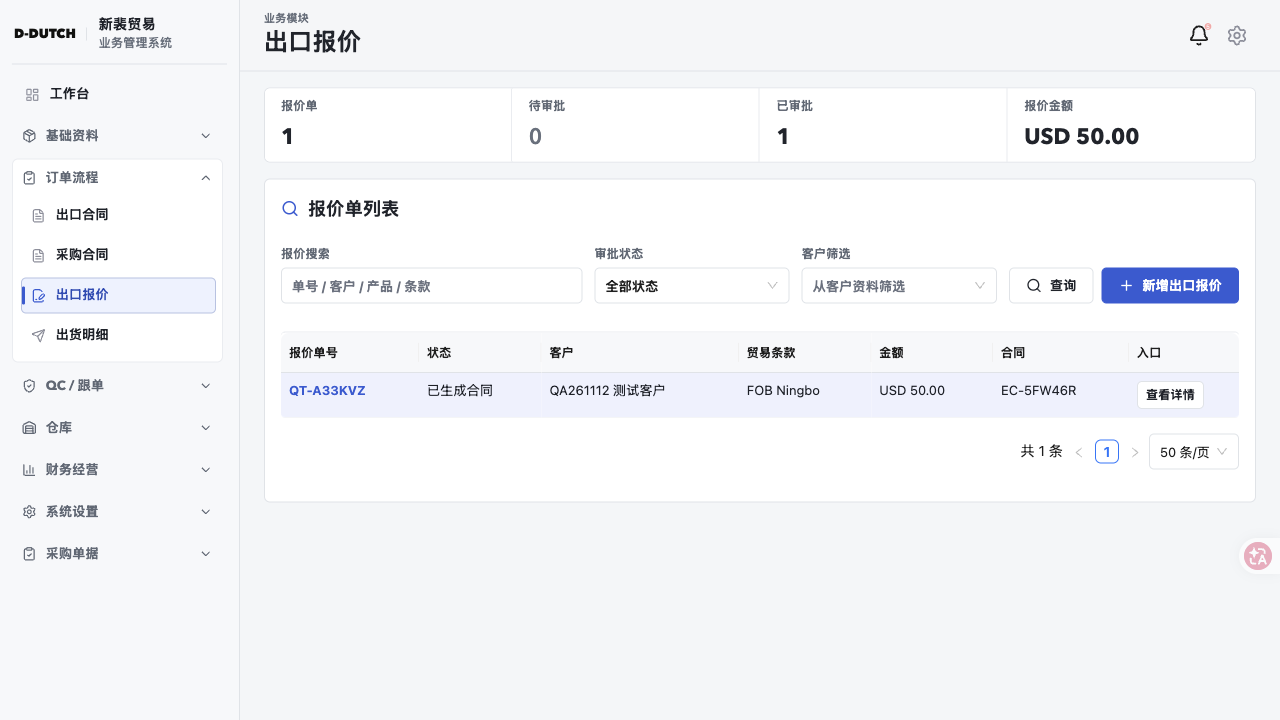 D-DUTCH
新裴贸易
业务管理系统
工作台
基础资料
订单流程
出口合同
采购合同
出口报价
出货明细
QC / 跟单
仓库
财务经营
系统设置
采购单据
业务模块
出口报价
报价单
1
待审批
0
已审批
1
报价金额
USD 50.00
报价单列表
报价搜索
审批状态
客户筛选
单号 / 客户 / 产品 / 条款
全部状态
从客户资料筛选
查询
新增出口报价
报价单号 状态 客户 贸易条款 金额 合同 入口
QT-A33KVZ 已生成合同 QA261112 测试客户 FOB Ningbo USD 50.00 EC-5FW46R 查看详情
共 1 条 1 50 条/页